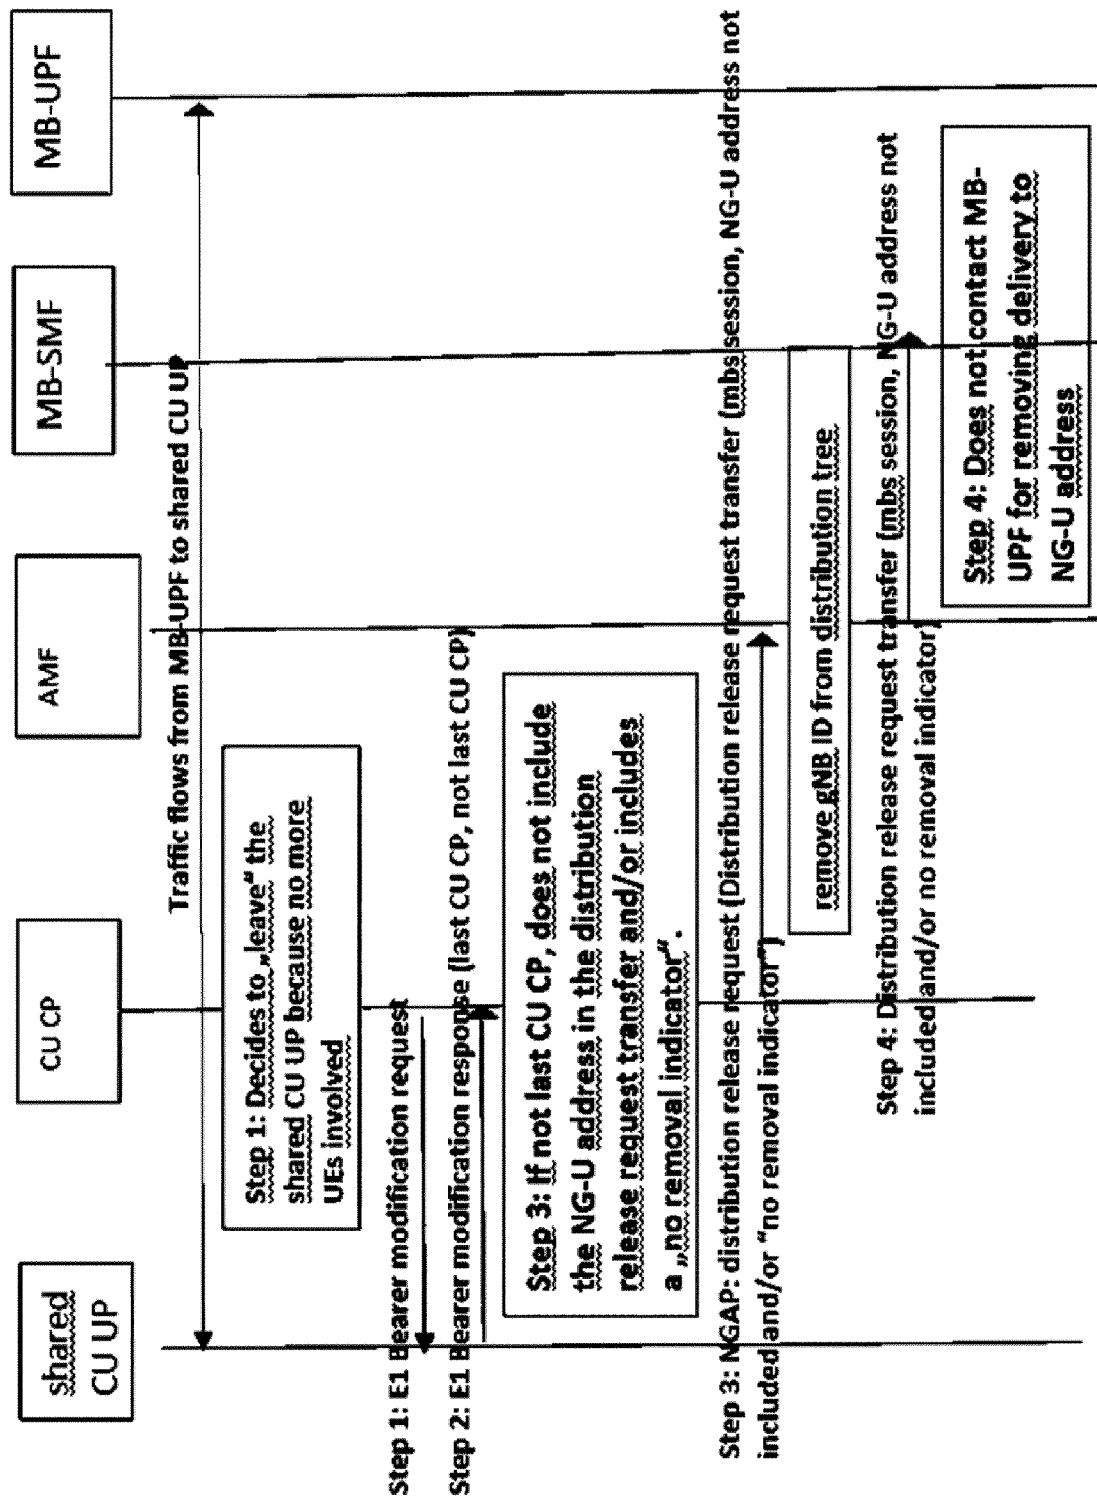 shared
CU UP
CU CP
AMF
MB-SMF
MB-UPF
Traffic flows from MB-UPF to shared CU UP
Step 1: Decides to „leave“ the
shared CU UP because no more
UEs involved
Step 1: E1 Bearer modification request
Step 2: E1 Bearer modification response (last CU CP, not last CU CP)
Step 3: If not last CU CP, does not include
the NG-U address in the distribution
release request transfer and/or includes
a „no removal indicator“.
Step 3: NGAP: distribution release request (Distribution release request transfer (mbs session, NG-U address not
included and/or “no removal indicator”)
remove gNB ID from distribution tree
Step 4: Distribution release request transfer (mbs session, NG-U address not
included and/or no removal indicator)
Step 4: Does not contact MB-
UPF for removing delivery to
NG-U address